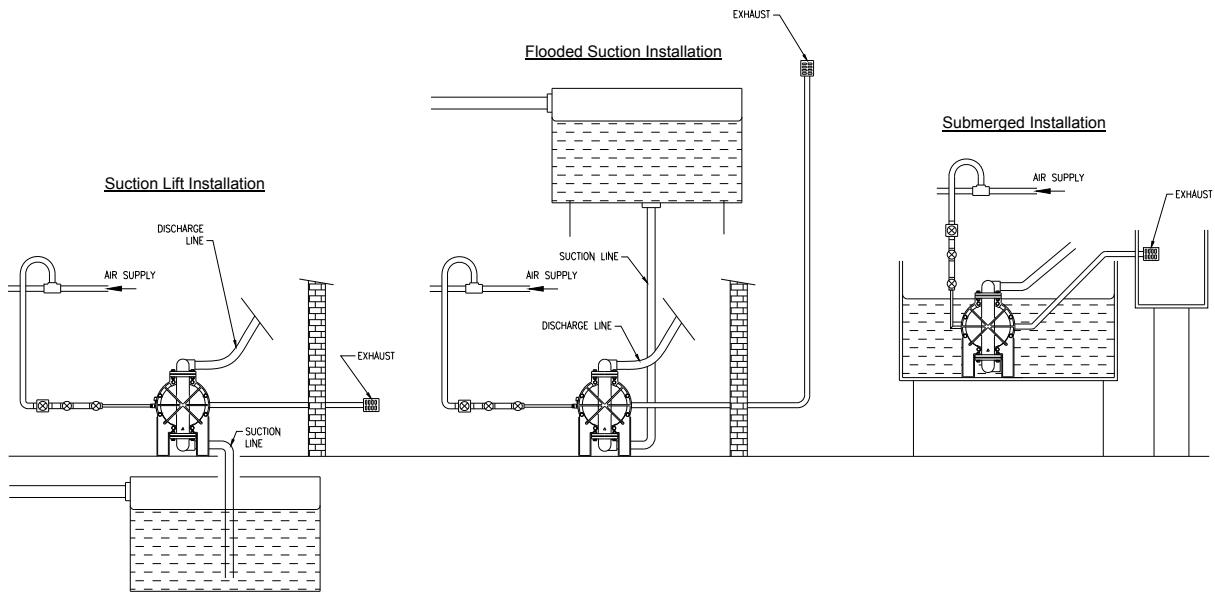 Suction Lift Installation
DISCHARGE
LINE
AIR SUPPLY
EXHAUST
SUCTION
LINE
Flooded Suction Installation
EXHAUST
SUCTION LINE
AIR SUPPLY
DISCHARGE LINE
Submerged Installation
AIR SUPPLY
EXHAUST